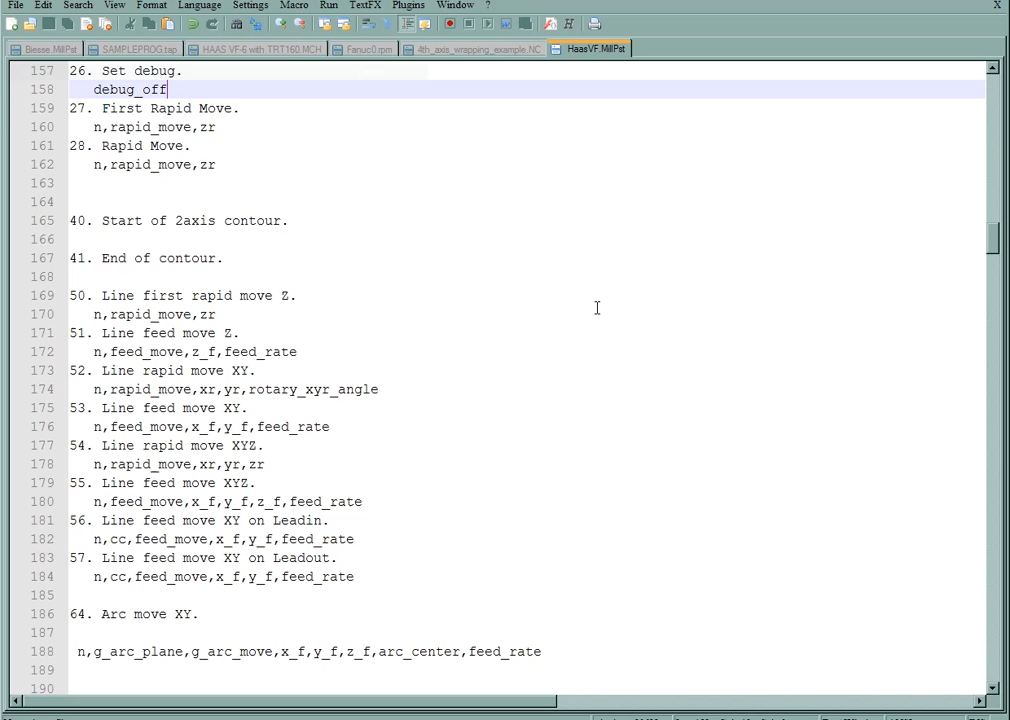 File Edit Search View Format Language Settings Macro Run TextFX Plugins Window ? X
Biesse.MillPst SAMPLEPROG.tap HAAS VF-6 with TRT160.MCH Fanuc0.rpm 4th_axis_wrapping_example.NC HaasVF.MillPst
157 26. Set debug.
158 debug_off
159 27. First Rapid Move.
160 n,rapid_move,zr
161 28. Rapid Move.
162 n,rapid_move,zr
163
164
165 40. Start of 2axis contour.
166
167 41. End of contour.
168
169 50. Line first rapid move Z.
170 n,rapid_move,zr
171 51. Line feed move Z.
172 n,feed_move,z_f,feed_rate
173 52. Line rapid move XY.
174 n,rapid_move,xr,yr,rotary_xyr_angle
175 53. Line feed move XY.
176 n,feed_move,x_f,y_f,feed_rate
177 54. Line rapid move XYZ.
178 n,rapid_move,xr,yr,zr
179 55. Line feed move XYZ.
180 n,feed_move,x_f,y_f,z_f,feed_rate
181 56. Line feed move XY on Leadin.
182 n,cc,feed_move,x_f,y_f,feed_rate
183 57. Line feed move XY on Leadout.
184 n,cc,feed_move,x_f,y_f,feed_rate
185
186 64. Arc move XY.
187
188 n,g_arc_plane,g_arc_move,x_f,y_f,z_f,arc_center,feed_rate
189
190